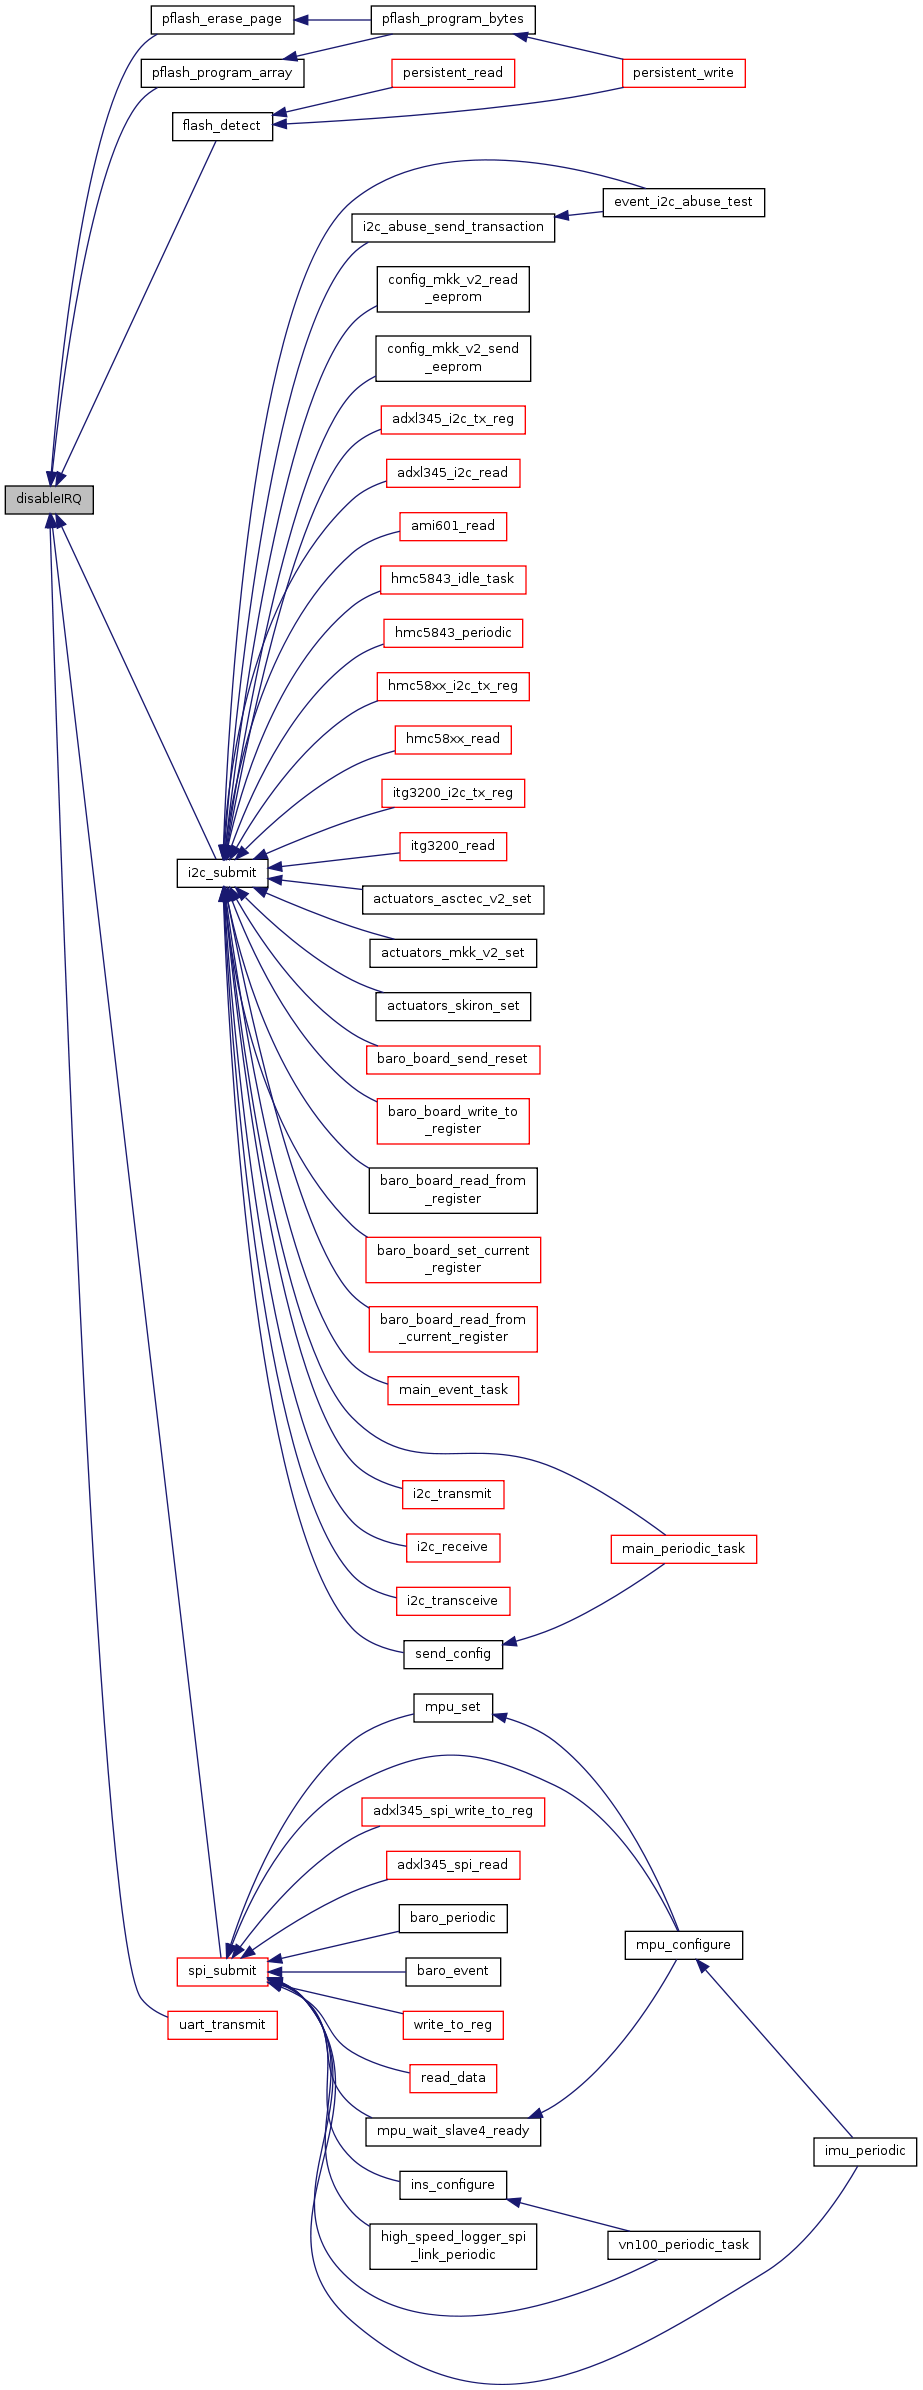 pflash_erase_page
pflash_program_bytes
pflash_program_array
persistent_read
persistent_write
flash_detect
event_i2c_abuse_test
i2c_abuse_send_transaction
config_mkk_v2_read
_eeprom
config_mkk_v2_send
_eeprom
adxl345_i2c_tx_reg
adxl345_i2c_read
disableIRQ
ami601_read
hmc5843_idle_task
hmc5843_periodic
hmc58xx_i2c_tx_reg
hmc58xx_read
itg3200_i2c_tx_reg
itg3200_read
i2c_submit
actuators_asctec_v2_set
actuators_mkk_v2_set
actuators_skiron_set
baro_board_send_reset
baro_board_write_to
_register
baro_board_read_from
_register
baro_board_set_current
_register
baro_board_read_from
_current_register
main_event_task
i2c_transmit
i2c_receive
main_periodic_task
i2c_transceive
send_config
mpu_set
adxl345_spi_write_to_reg
adxl345_spi_read
baro_periodic
mpu_configure
spi_submit
baro_event
uart_transmit
write_to_reg
read_data
mpu_wait_slave4_ready
imu_periodic
ins_configure
high_speed_logger_spi
_link_periodic
vn100_periodic_task